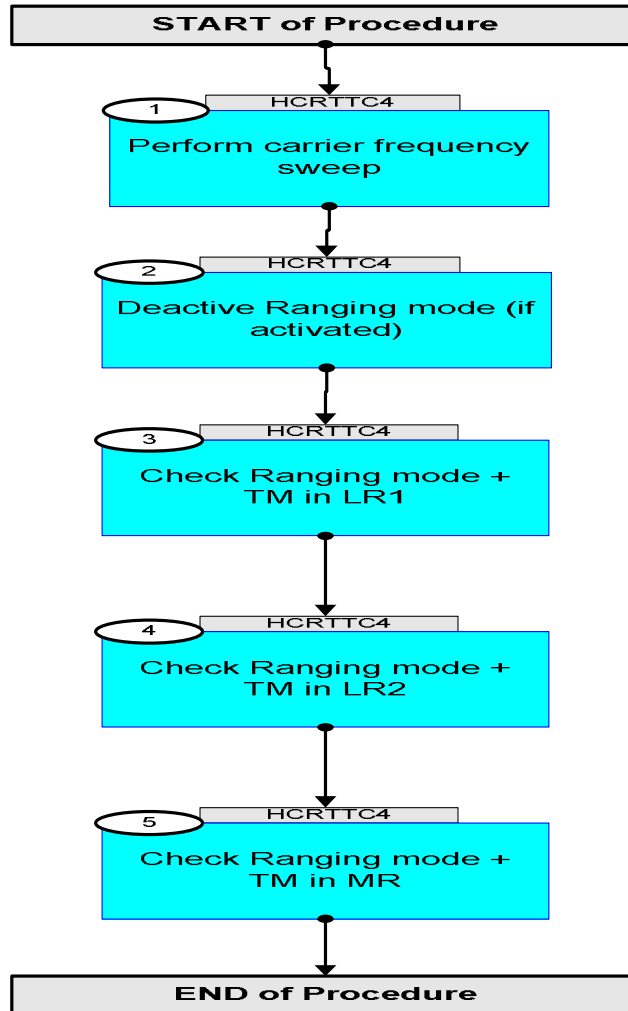 START of Procedure
HCRTTC4
1
Perform carrier frequency
sweep
HCRTTC4
2
Deactive Ranging mode (if
activated)
HCRTTC4
3
Check Ranging mode +
TM in LR1
HCRTTC4
4
Check Ranging mode +
TM in LR2
HCRTTC4
5
Check Ranging mode +
TM in MR
END of Procedure